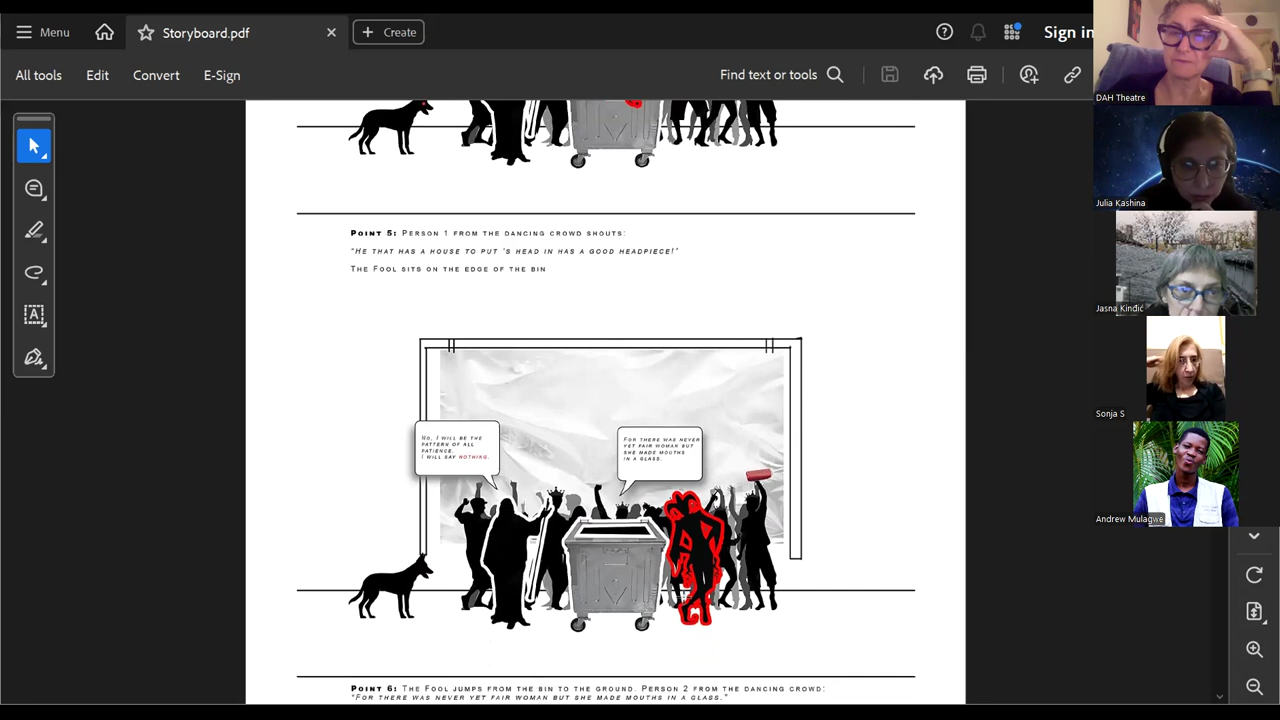 Menu
Storyboard.pdf
Create
Sign in
All tools
Edit
Convert
E-Sign
Find text or tools
DAH Theatre
Julia Kashina
Jasna Kinđić
Sonja S
Andrew Mulagwe
Point 5: Person 1 from the dancing crowd shouts:
"He that has a house to put 's head in has a good headpiece!"
The Fool sits on the edge of the bin
No, I will be the
pattern of all
patience.
I will say nothing.
For there was never
yet fair woman but
she made mouths
in a glass.
Point 6: The Fool jumps from the bin to the ground. Person 2 from the dancing crowd:
"For there was never yet fair woman but she made mouths in a glass."